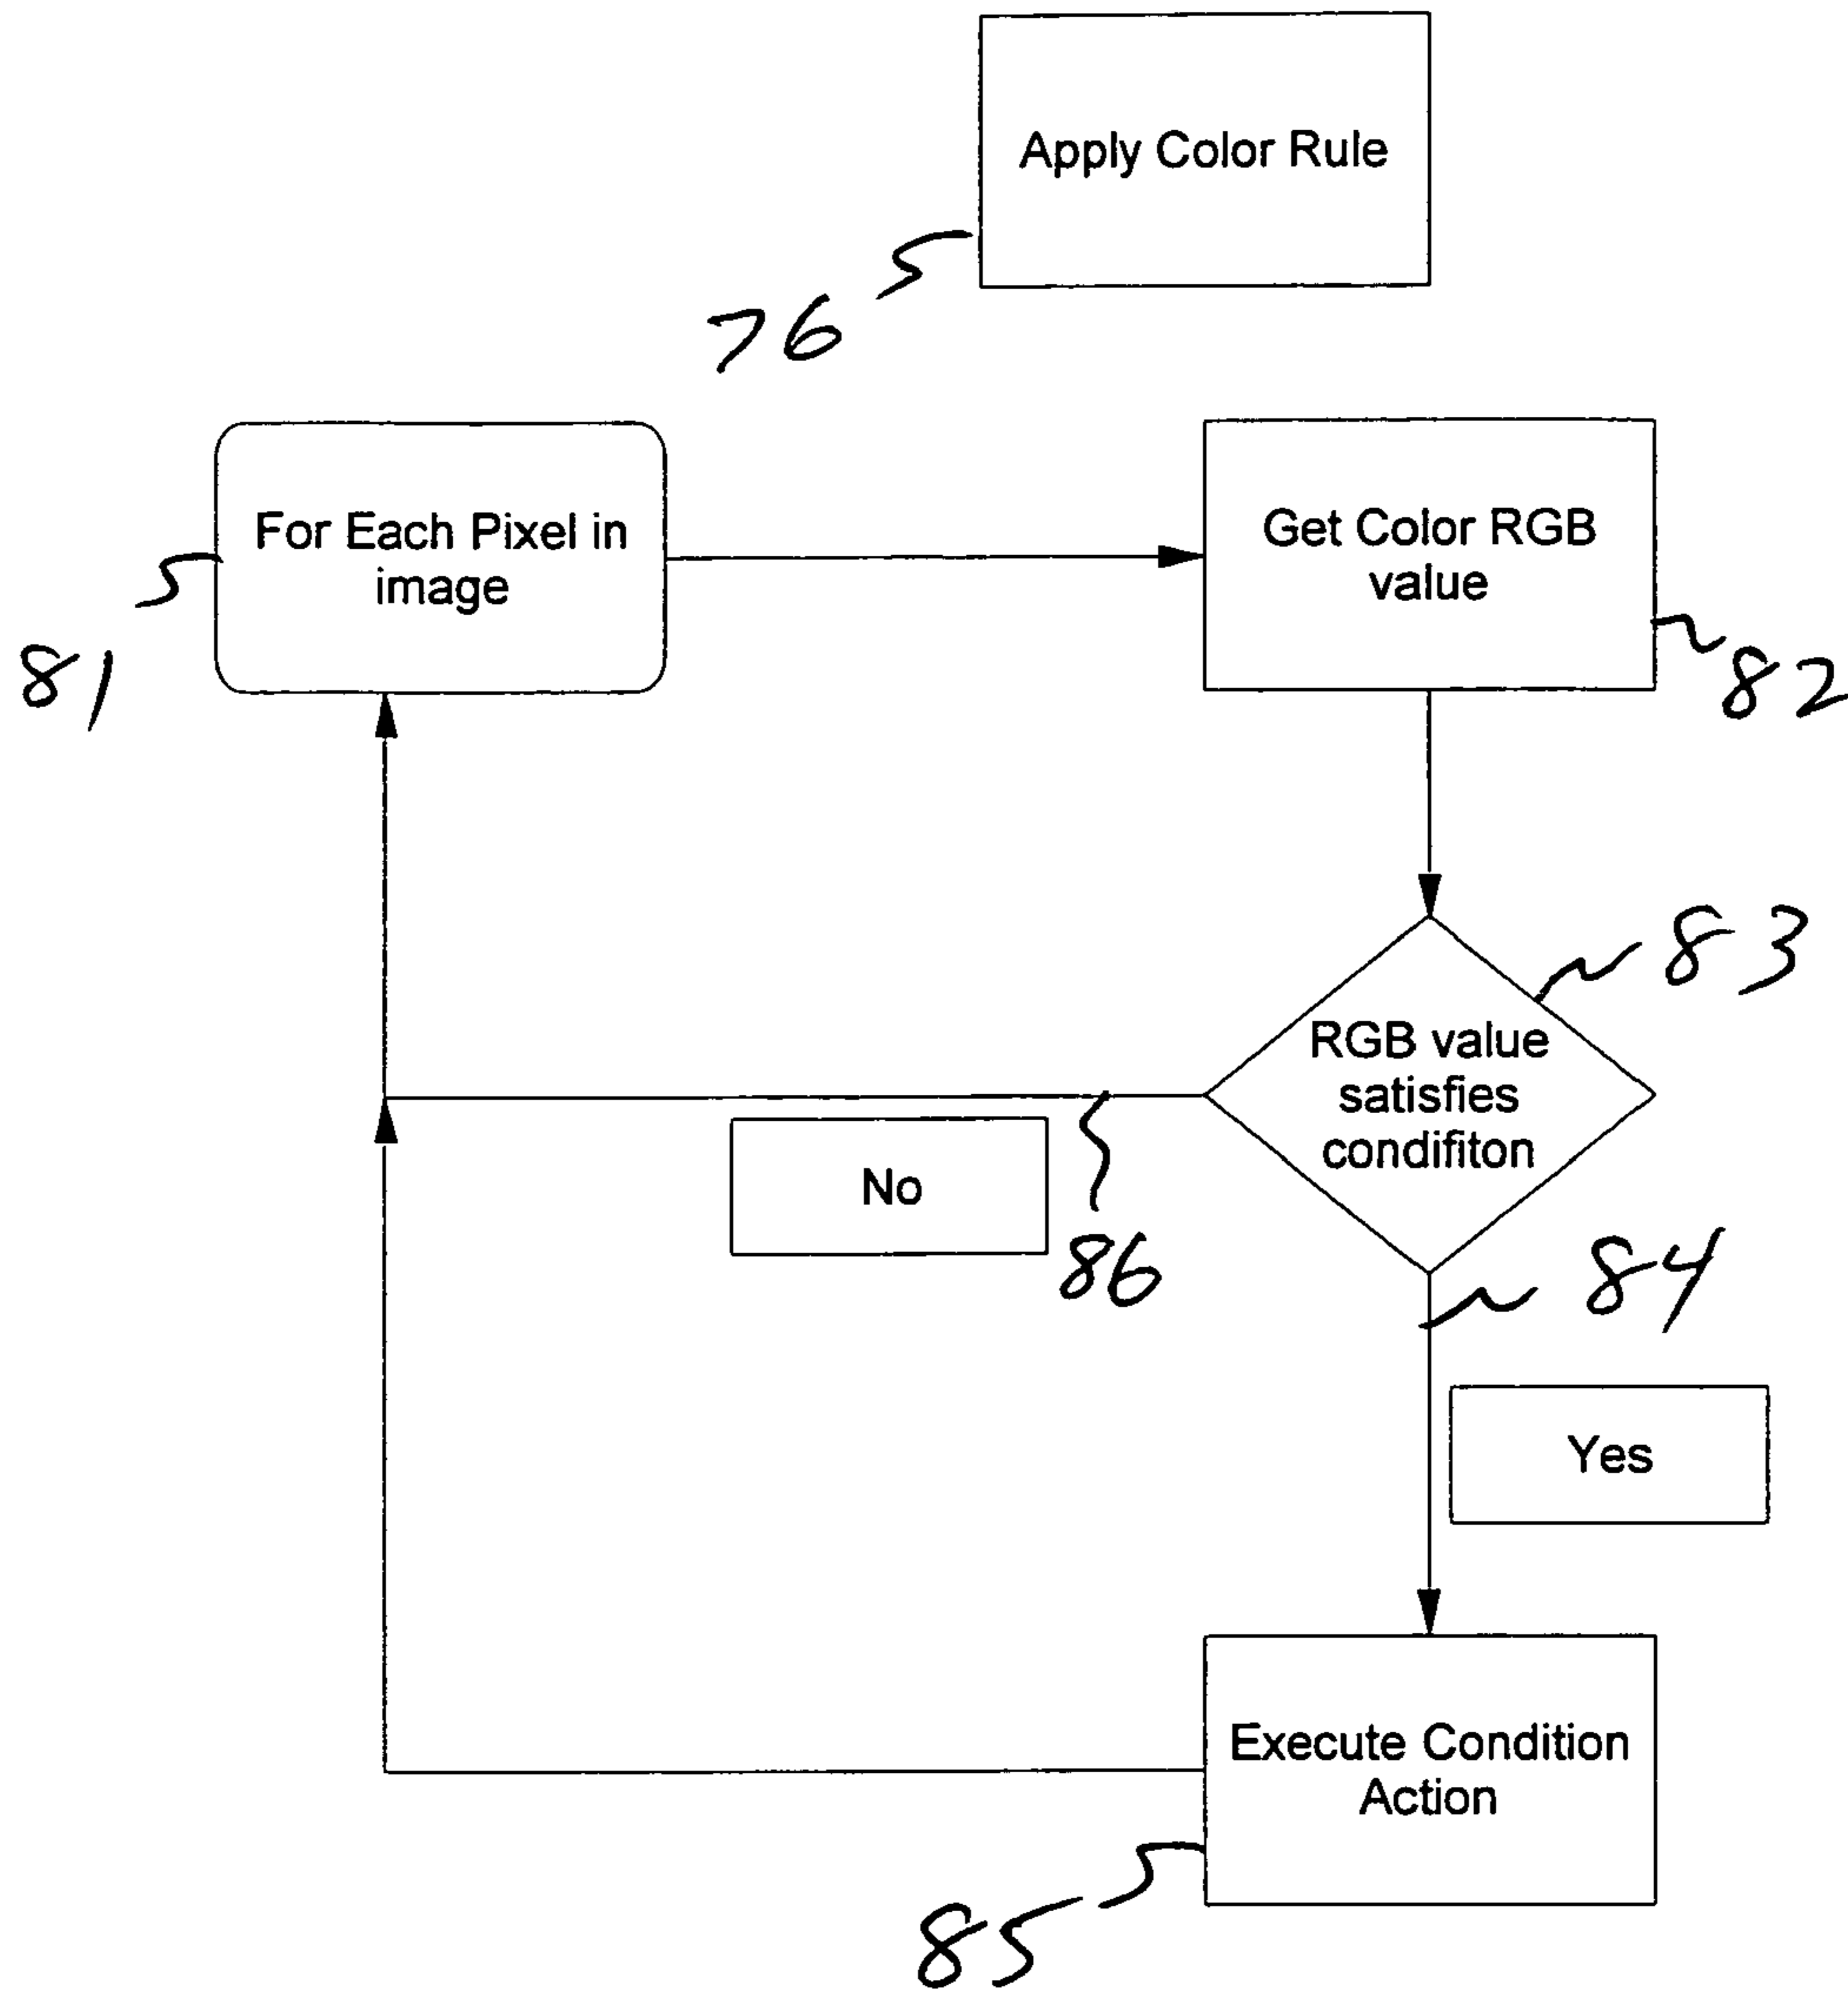 Apply Color Rule
76
For Each Pixel in
image
81
Get Color RGB
value
82
83
RGB value
satisfies
condifiton
No
86
84
Yes
Execute Condition
Action
85